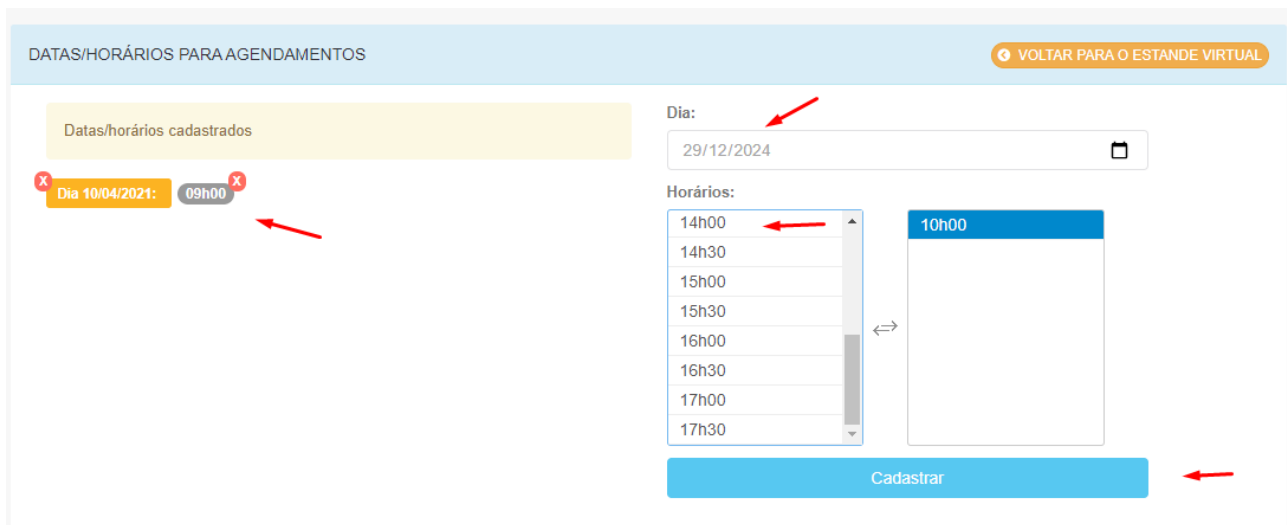 DATAS/HORÁRIOS PARA AGENDAMENTOS
VOLTAR PARA O ESTANDE VIRTUAL
Datas/horários cadastrados
X
Dia 10/04/2021:
09h00
X
Dia:
29/12/2024
Horários:
14h00
14h30
15h00
15h30
16h00
16h30
17h00
17h30
10h00
Cadastrar